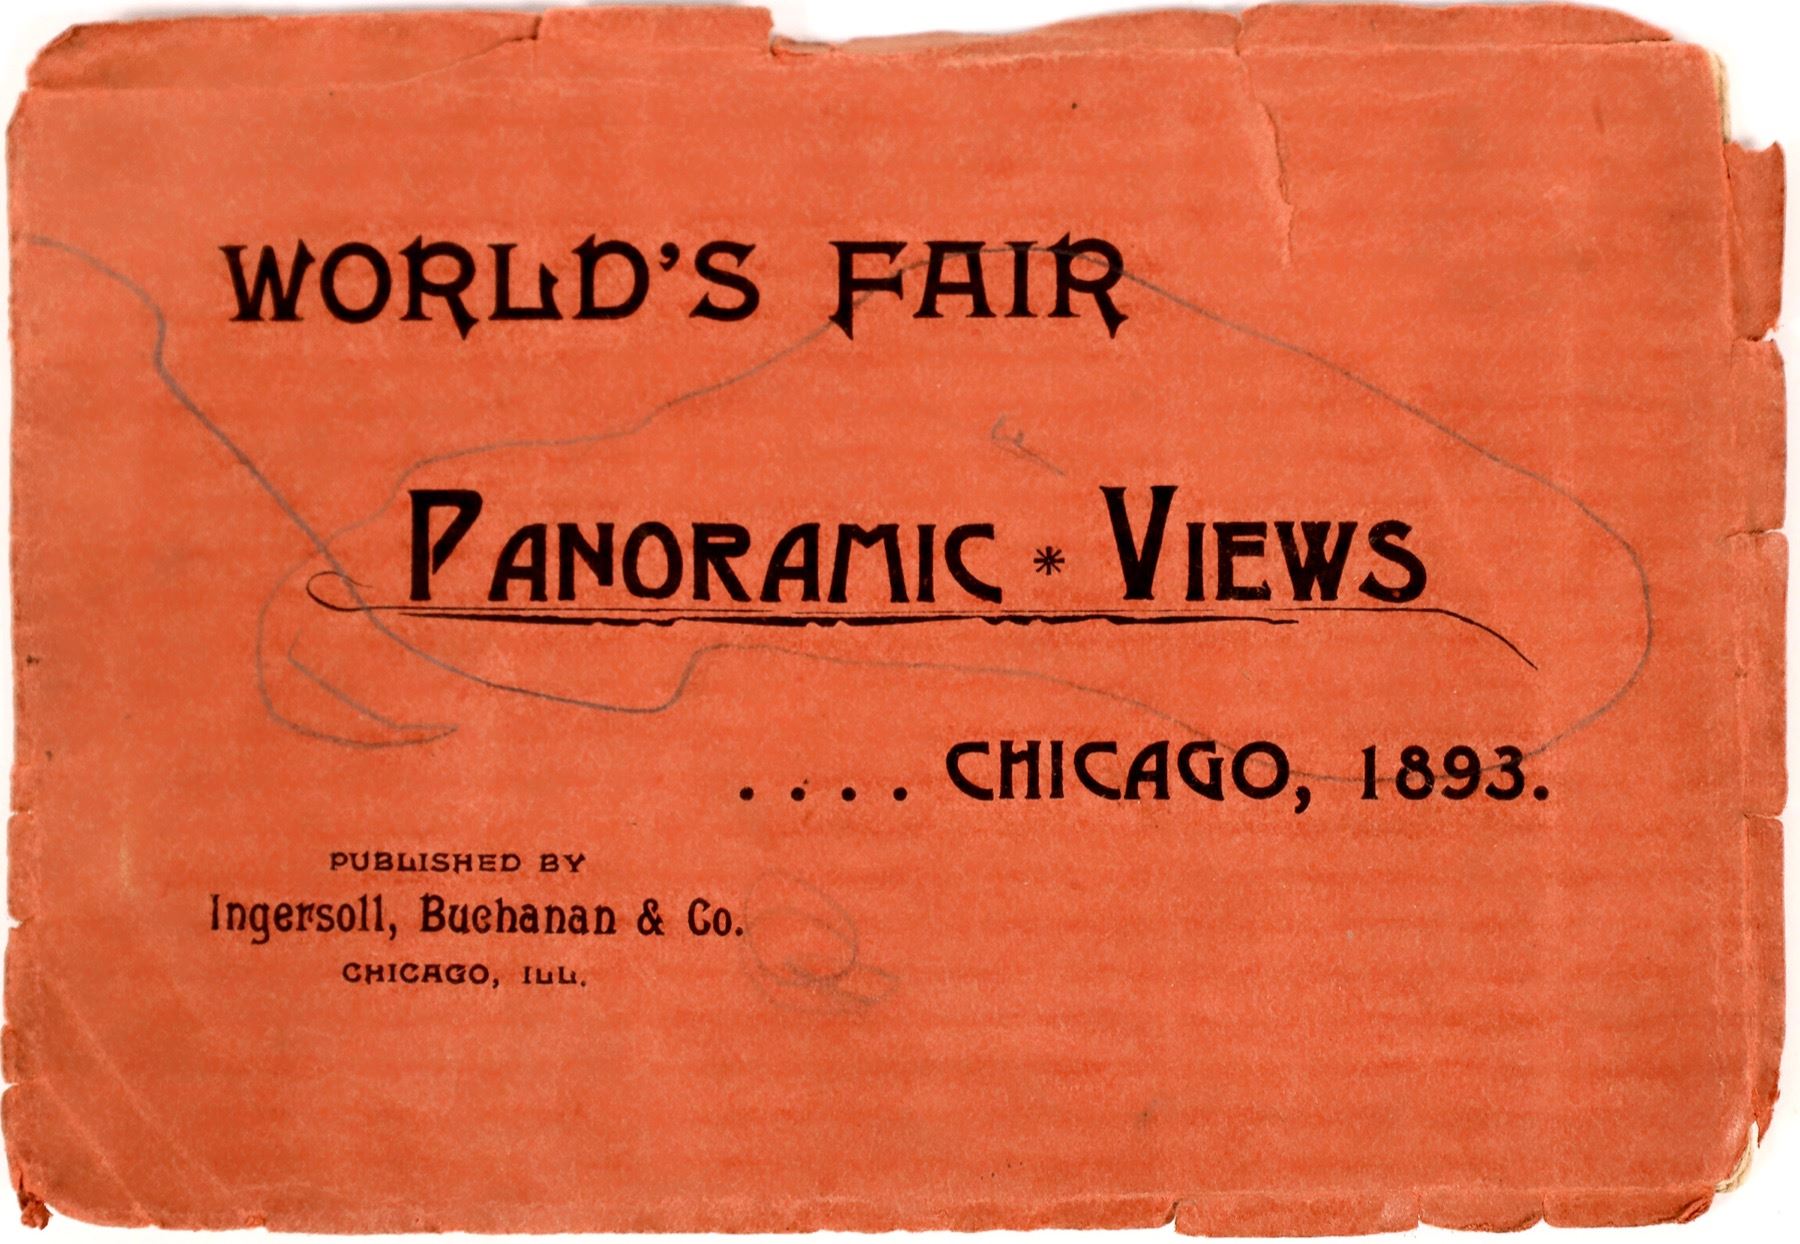 WORLD'S FAIR
PANORAMIC * VIEWS
.... CHICAGO, 1893.
PUBLISHED BY
Ingersoll, Buchanan & Co.
CHICAGO, ILL.